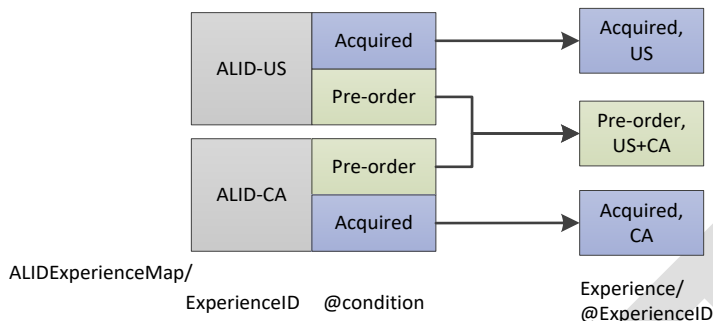 ALID-US
Acquired
Pre-order
ALID-CA
Pre-order
Acquired
Acquired,
US
Pre-order,
US+CA
Acquired,
CA
ALIDExperienceMap/
ExperienceID @condition
Experience/
@ExperienceID